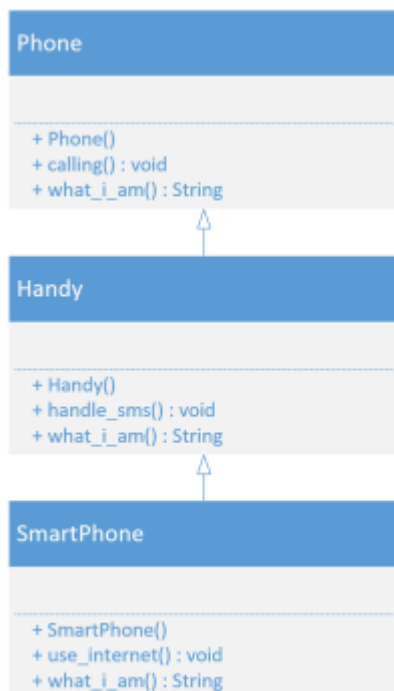 Phone
+ Phone()
+ calling() : void
+ what_i_am() : String
Handy
+ Handy()
+ handle_sms() : void
+ what_i_am() : String
SmartPhone
+ SmartPhone()
+ use_internet() : void
+ what_i_am() : String